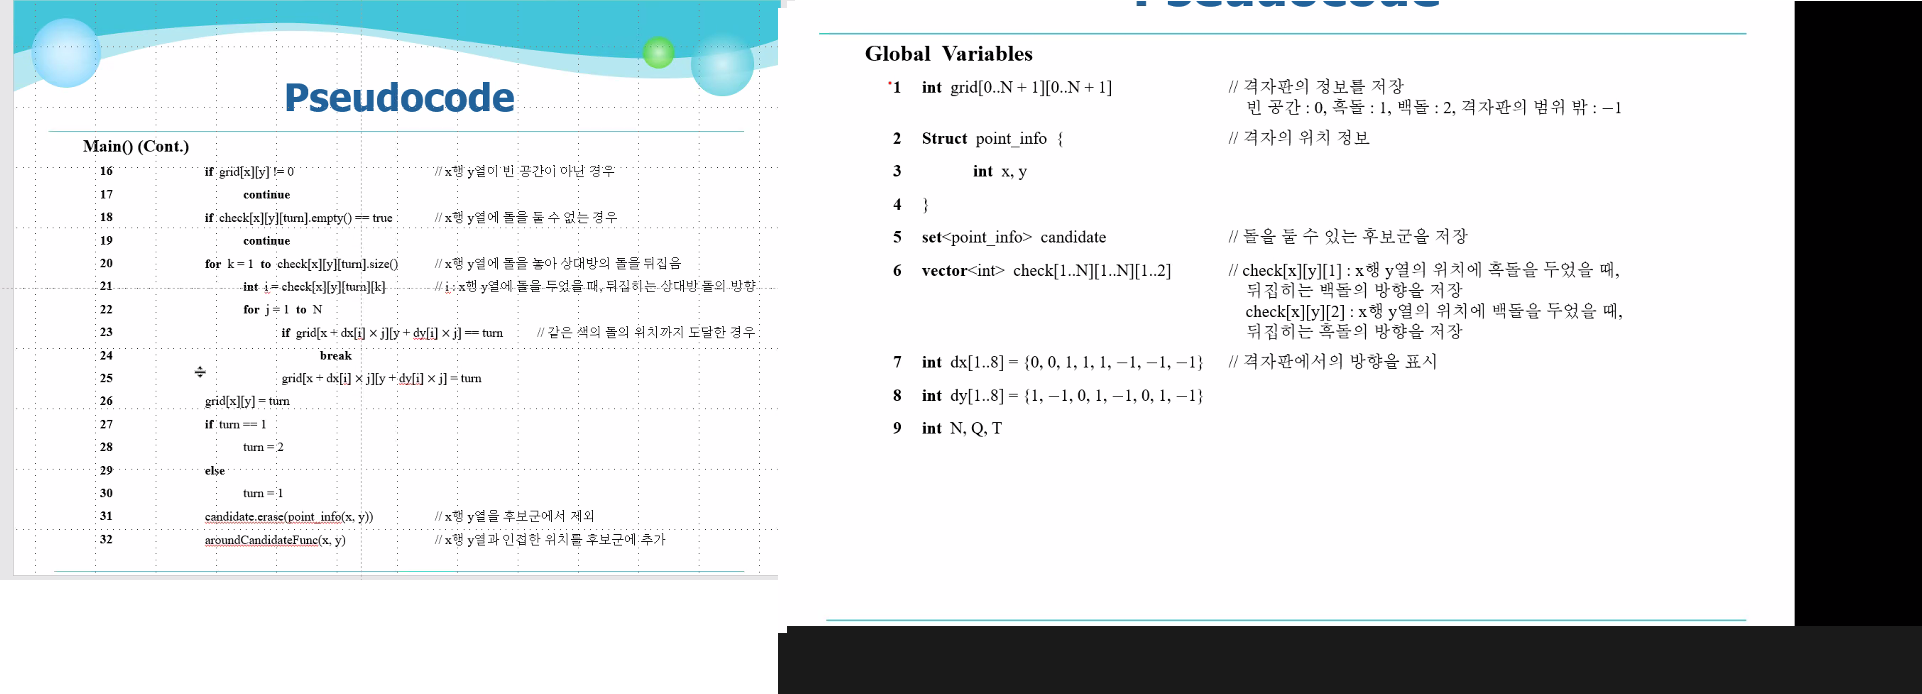 Pseudocode
Main() (Cont.)
16 if grid[x][y] != 0 // x행 y열이 빈 공간이 아닌 경우
17 continue
18 if check[x][y][turn].empty() == true // x행 y열에 돌을 둘 수 없는 경우
19 continue
20 for k = 1 to check[x][y][turn].size() // x행 y열에 돌을 놓아 상대방의 돌을 뒤집음
21 int i = check[x][y][turn][k] // i : x행 y열에 돌을 두었을 때, 뒤집히는 상대방 돌의 방향
22 for j = 1 to N
23 if grid[x + dx[i] × j][y + dy[i] × j] == turn // 같은 색의 돌의 위치까지 도달한 경우
24 break
25 grid[x + dx[i] × j][y + dy[i] × j] = turn
26 grid[x][y] = turn
27 if turn == 1
28 turn = 2
29 else
30 turn = 1
31 candidate.erase(point_info(x, y)) // x행 y열을 후보군에서 제외
32 aroundCandidateFunc(x, y) // x행 y열과 인접한 위치를 후보군에 추가
Pseudocode
Global Variables
1 int grid[0..N + 1][0..N + 1] // 격자판의 정보를 저장
빈 공간 : 0, 흑돌 : 1, 백돌 : 2, 격자판의 범위 밖 : −1
2 Struct point_info { // 격자의 위치 정보
3 int x, y
4 }
5 set<point_info> candidate // 돌을 둘 수 있는 후보군을 저장
6 vector<int> check[1..N][1..N][1..2] // check[x][y][1] : x행 y열의 위치에 흑돌을 두었을 때,
뒤집히는 백돌의 방향을 저장
check[x][y][2] : x행 y열의 위치에 백돌을 두었을 때,
뒤집히는 흑돌의 방향을 저장
7 int dx[1..8] = {0, 0, 1, 1, 1, −1, −1, −1} // 격자판에서의 방향을 표시
8 int dy[1..8] = {1, −1, 0, 1, −1, 0, 1, −1}
9 int N, Q, T